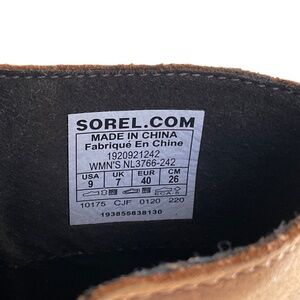 SOREL.COM
MADE IN CHINA
Fabriqué En Chine
1920921242
WMN'S NL3766-242
USA UK EUR CM
9 7 40 26
10175 CJF 0120 220
193855638130